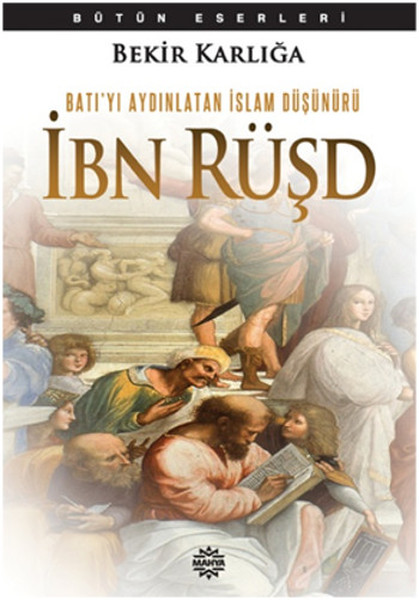 BÜTÜN ESERLERİ
BEKİR KARLIĞA
BATI'YI AYDINLATAN İSLAM DÜŞÜNÜRÜ
İBN RÜŞD
MAHYA